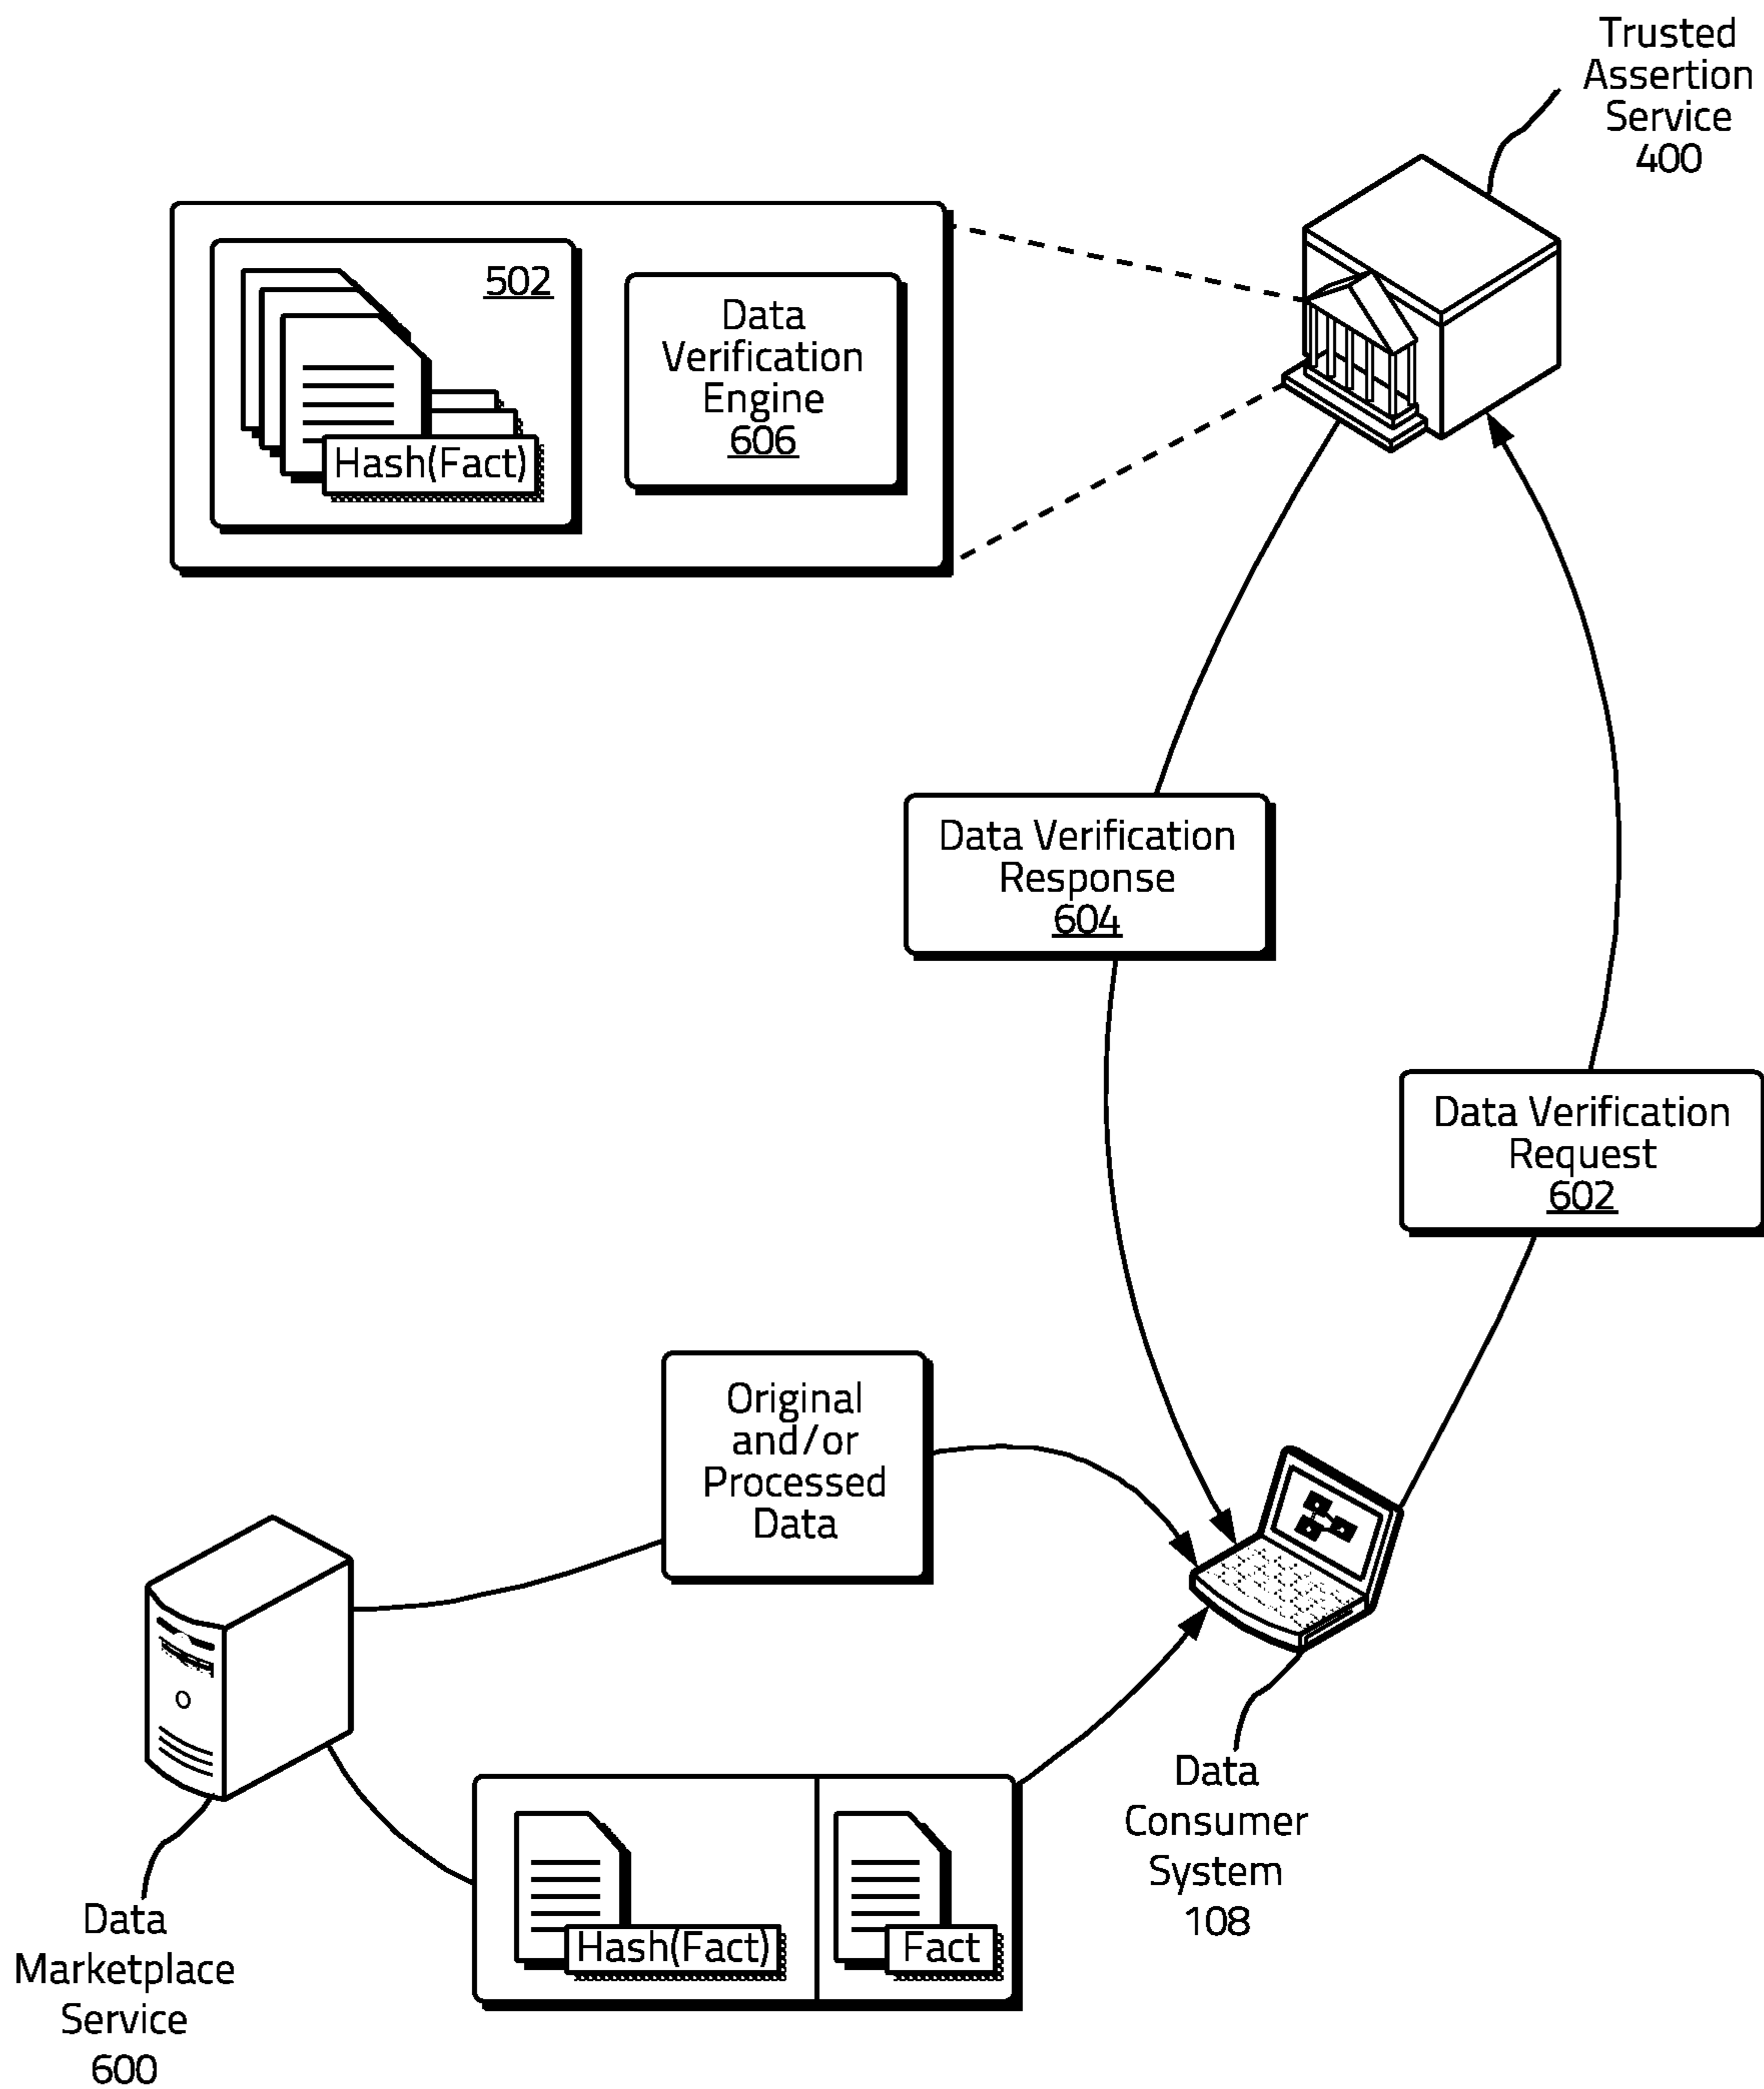 Trusted
Assertion
Service
400
502
Hash(Fact)
Data
Verification
Engine
606
Data Verification
Response
604
Data Verification
Request
602
Original
and/or
Processed
Data
Data
Consumer
System
108
Hash(Fact)
Fact
Data
Marketplace
Service
600